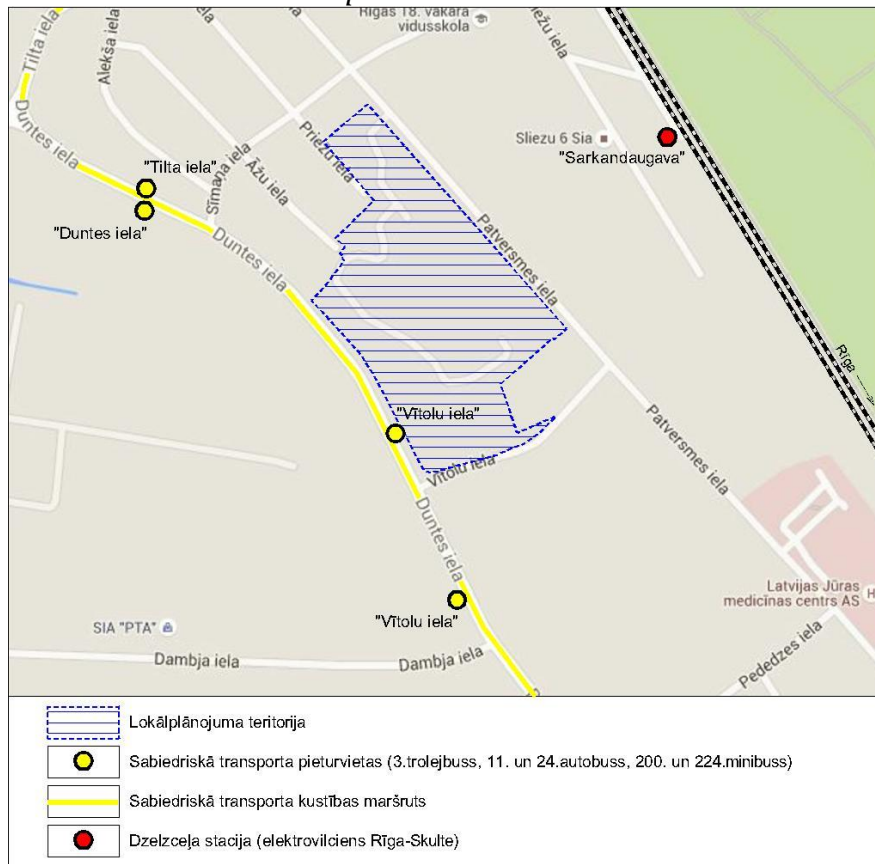 Rīgas 18. vakara
vidusskola
Tilta iela
Alekša iela
Duntes iela
"Tilta iela"
"Duntes iela"
Sīmaņa iela
Āžu iela
Priežu iela
Duntes iela
Patversmes iela
Sliezu 6 Sia
"Sarkandaugava"
Rīga
"Vītolu iela"
Vītolu iela
Patversmes iela
Duntes iela
"Vītolu iela"
Latvijas Jūras
medicīnas centrs AS
H
SIA "PTA"
Dambja iela
Dambja iela
Pededzes iela
Lokālplānojuma teritorija
Sabiedriskā transporta pieturvietas (3.trolejbuss, 11. un 24.autobuss, 200. un 224.minibuss)
Sabiedriskā transporta kustības maršruts
Dzelzceļa stacija (elektrovilciens Rīga-Skulte)